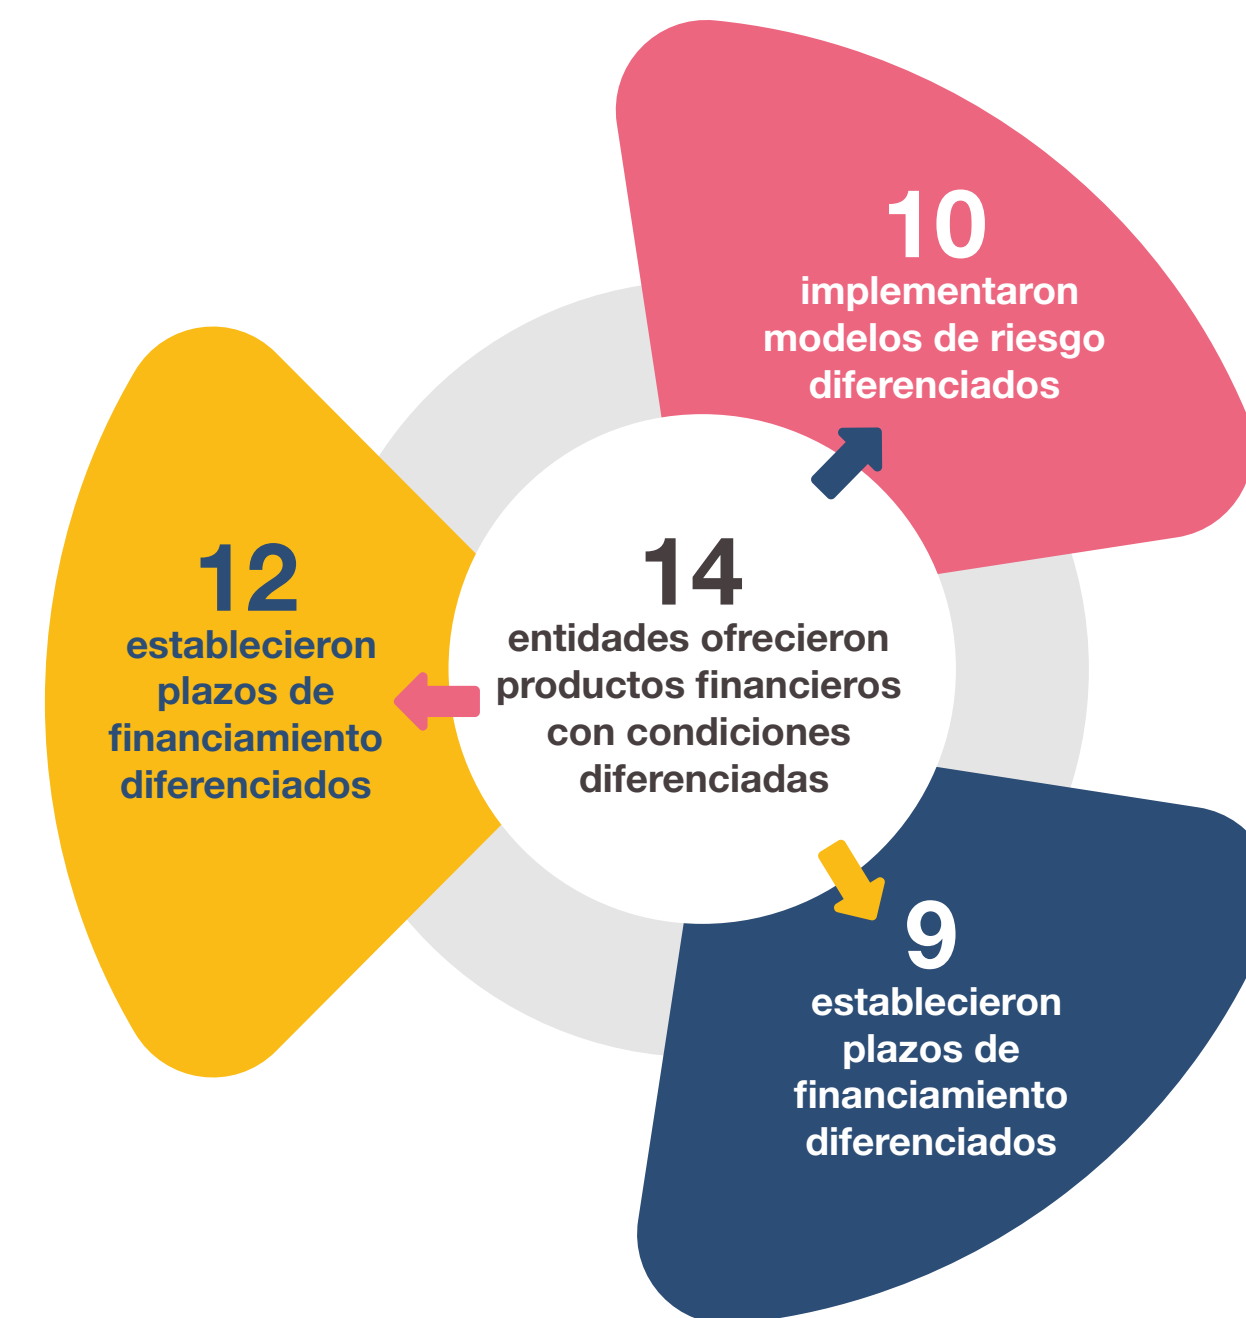 10
implementaron
modelos de riesgo
diferenciados
14
entidades ofrecieron
productos financieros
con condiciones
diferenciadas
12
establecieron
plazos de
financiamiento
diferenciados
9
establecieron
plazos de
financiamiento
diferenciados